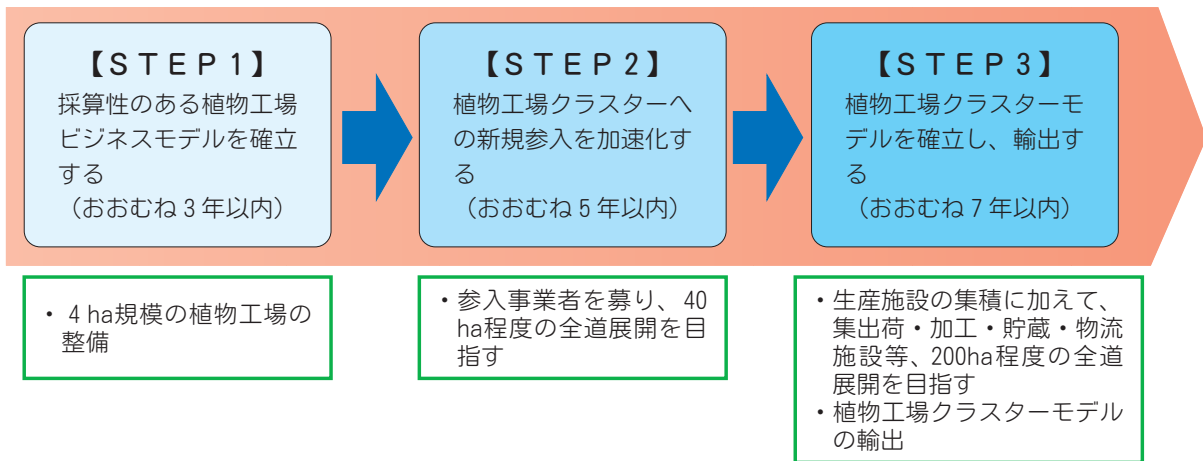 【STEP1】
採算性のある植物工場
ビジネスモデルを確立
する
（おおむね3年以内）
【STEP2】
植物工場クラスターへ
の新規参入を加速化す
る
（おおむね5年以内）
【STEP3】
植物工場クラスターモ
デルを確立し、輸出す
る
（おおむね7年以内）
・4ha規模の植物工場の
整備
・参入事業者を募り、40
ha程度の全道展開を目
指す
・生産施設の集積に加えて、
集出荷・加工・貯蔵・物流
施設等、200ha程度の全道
展開を目指す
・植物工場クラスターモデル
の輸出